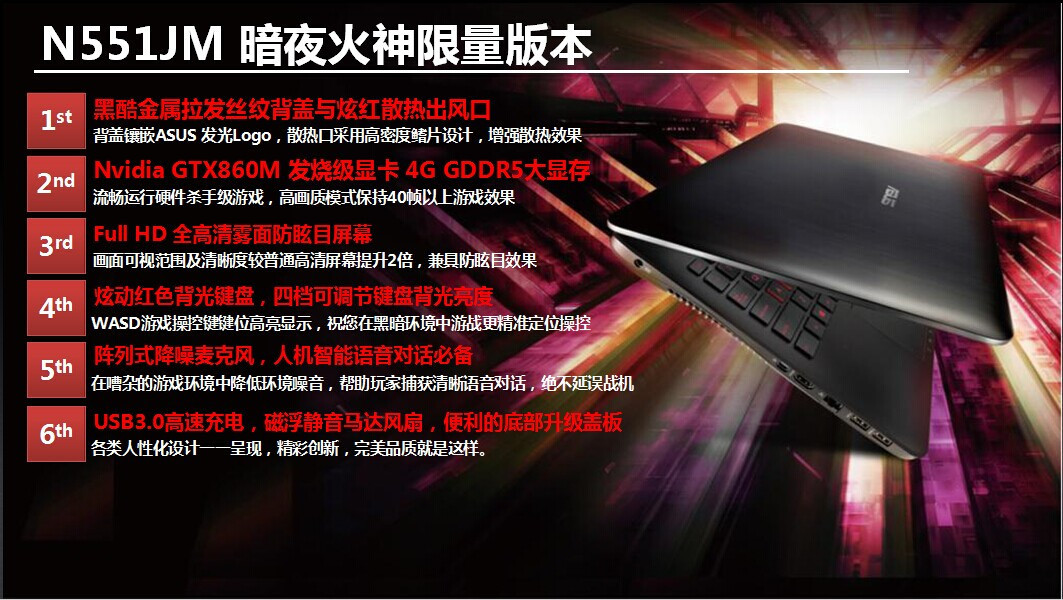 N551JM 暗夜火神限量版本
1st
黑酷金属拉发丝纹背盖与炫红散热出风口
背盖镶嵌ASUS 发光Logo，散热口采用高密度鳍片设计，增强散热效果
2nd
Nvidia GTX860M 发烧级显卡 4G GDDR5大显存
流畅运行硬件杀手级游戏，高画质模式保持40帧以上游戏效果
3rd
Full HD 全高清雾面防眩目屏幕
画面可视范围及清晰度较普通高清屏幕提升2倍，兼具防眩目效果
4th
炫动红色背光键盘，四档可调节键盘背光亮度
WASD游戏操控键键位高亮显示，祝您在黑暗环境中游战更精准定位操控
5th
阵列式降噪麦克风，人机智能语音对话必备
在嘈杂的游戏环境中降低环境噪音，帮助玩家捕获清晰语音对话，绝不延误战机
6th
USB3.0高速充电，磁浮静音马达风扇，便利的底部升级盖板
各类人性化设计一一呈现，精彩创新，完美品质就是这样。
ASUS